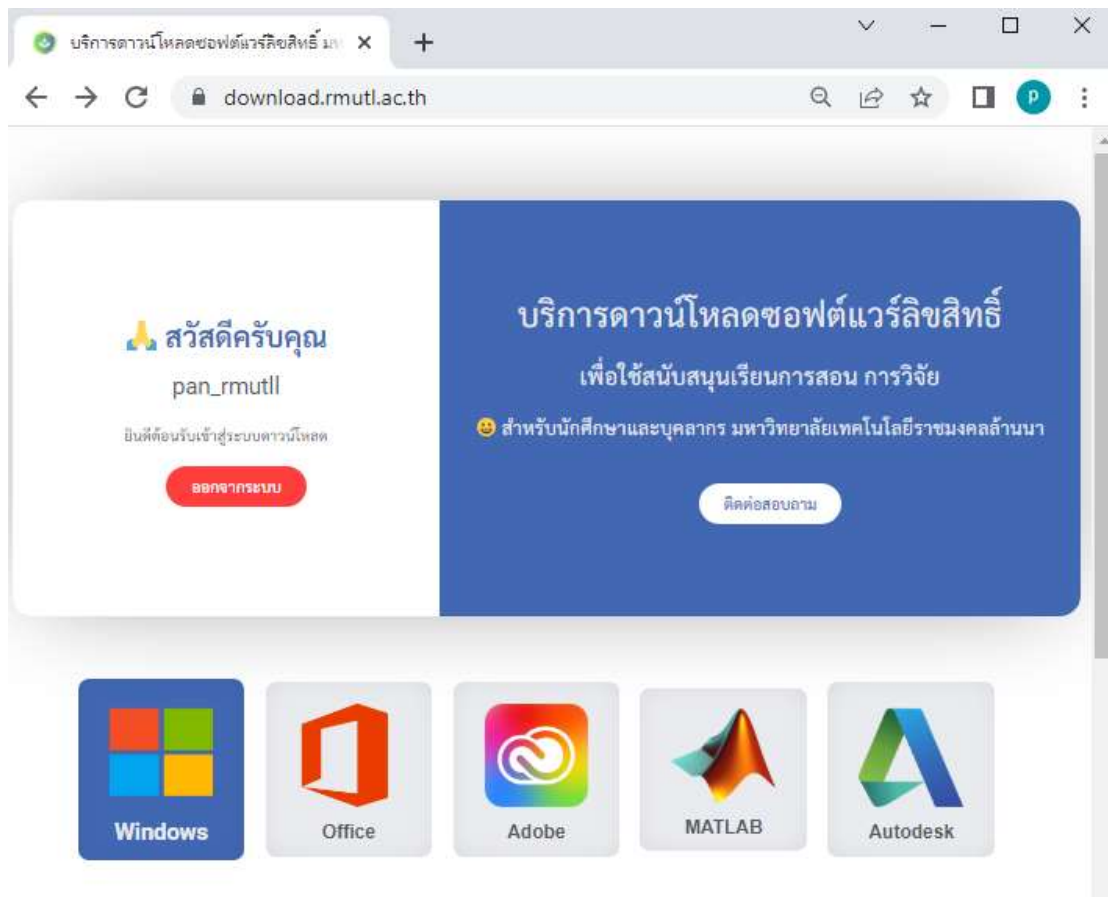 บริการดาวน์โหลดซอฟต์แวร์ลิขสิทธิ์ มห
download.rmutl.ac.th
P
🙏 สวัสดีครับคุณ
pan_rmutll
ยินดีต้อนรับเข้าสู่ระบบดาวน์โหลด
ออกจากระบบ
บริการดาวน์โหลดซอฟต์แวร์ลิขสิทธิ์
เพื่อใช้สนับสนุนเรียนการสอน การวิจัย
😀 สำหรับนักศึกษาและบุคลากร มหาวิทยาลัยเทคโนโลยีราชมงคลล้านนา
ติดต่อสอบถาม
Windows
Office
Adobe
MATLAB
Autodesk